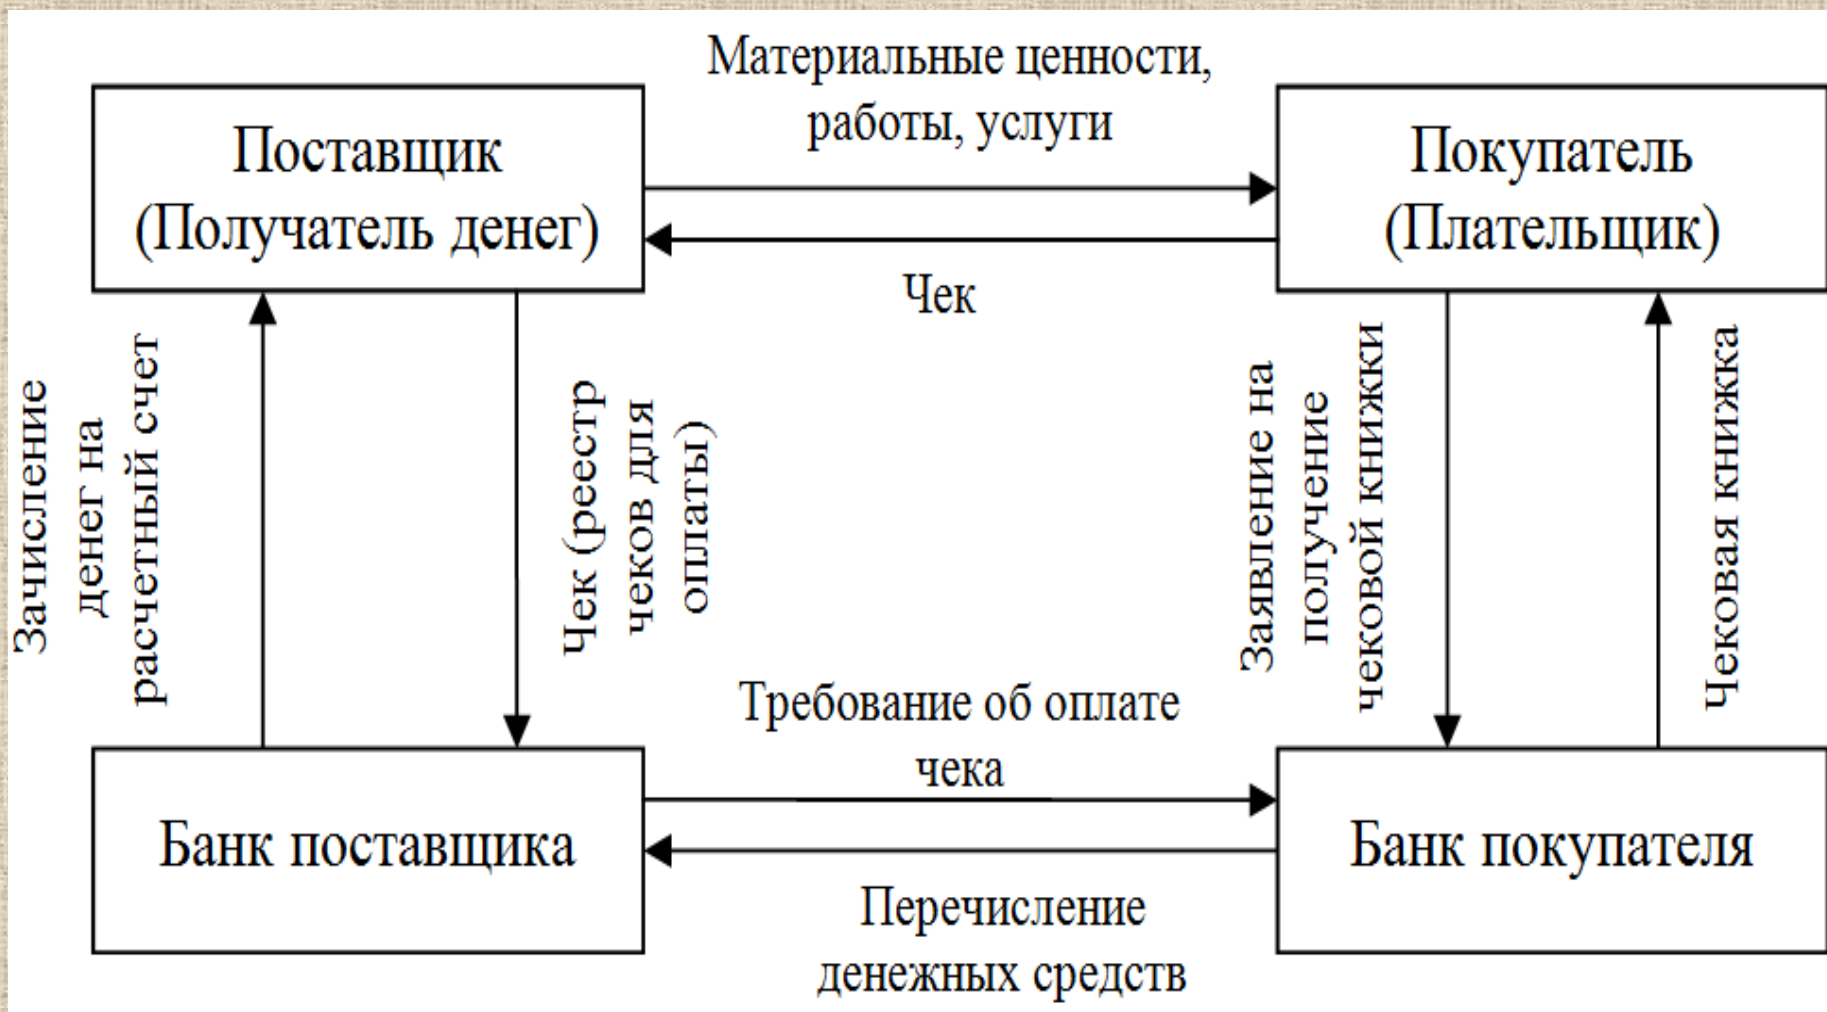 Материальные ценности,
работы, услуги
Поставщик
(Получатель денег)
Покупатель
(Плательщик)
Чек
Зачисление
денег на
расчетный счет
Чек (реестр
чеков для
оплаты)
Заявление на
получение
чековой книжки
Чековая книжка
Требование об оплате
чека
Банк поставщика
Банк покупателя
Перечисление
денежных средств